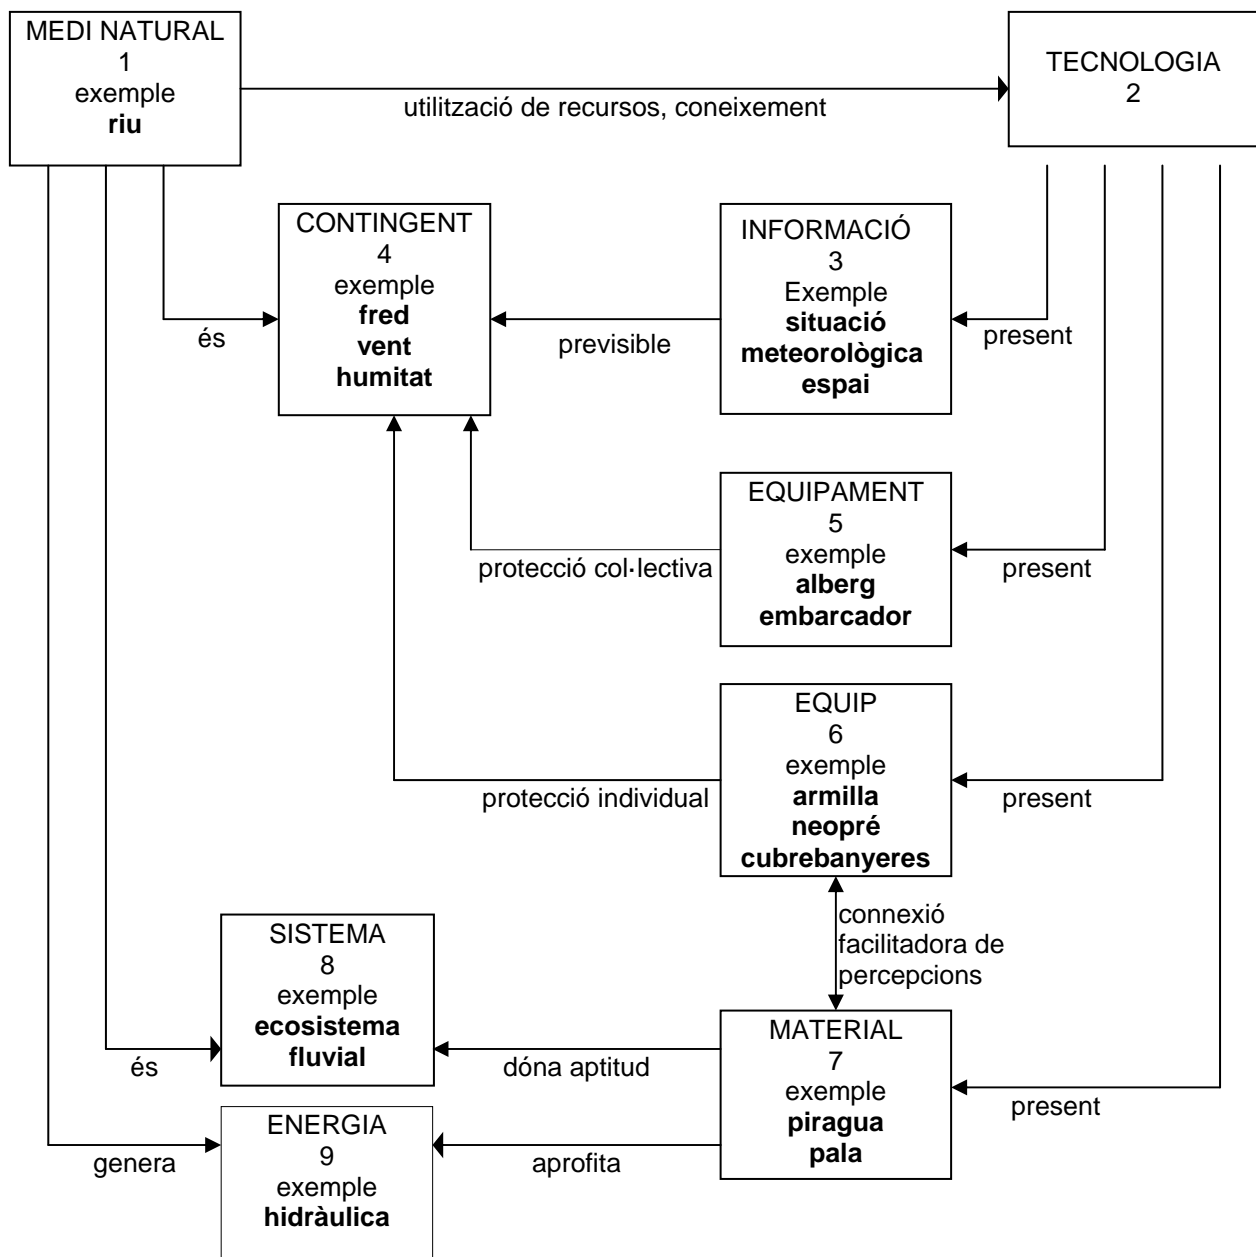 MEDI NATURAL
1
exemple
riu
utilització de recursos, coneixement
TECNOLOGIA
2
CONTINGENT
4
exemple
fred
vent
humitat
INFORMACIÓ
3
Exemple
situació
meteorològica
espai
és
previsible
present
EQUIPAMENT
5
exemple
alberg
embarcador
protecció col·lectiva
present
EQUIP
6
exemple
armilla
neopré
cubrebanyeres
protecció individual
present
connexió
facilitadora de
percepcions
SISTEMA
8
exemple
ecosistema
fluvial
MATERIAL
7
exemple
piragua
pala
és
dóna aptitud
present
ENERGIA
9
exemple
hidràulica
genera
aprofita